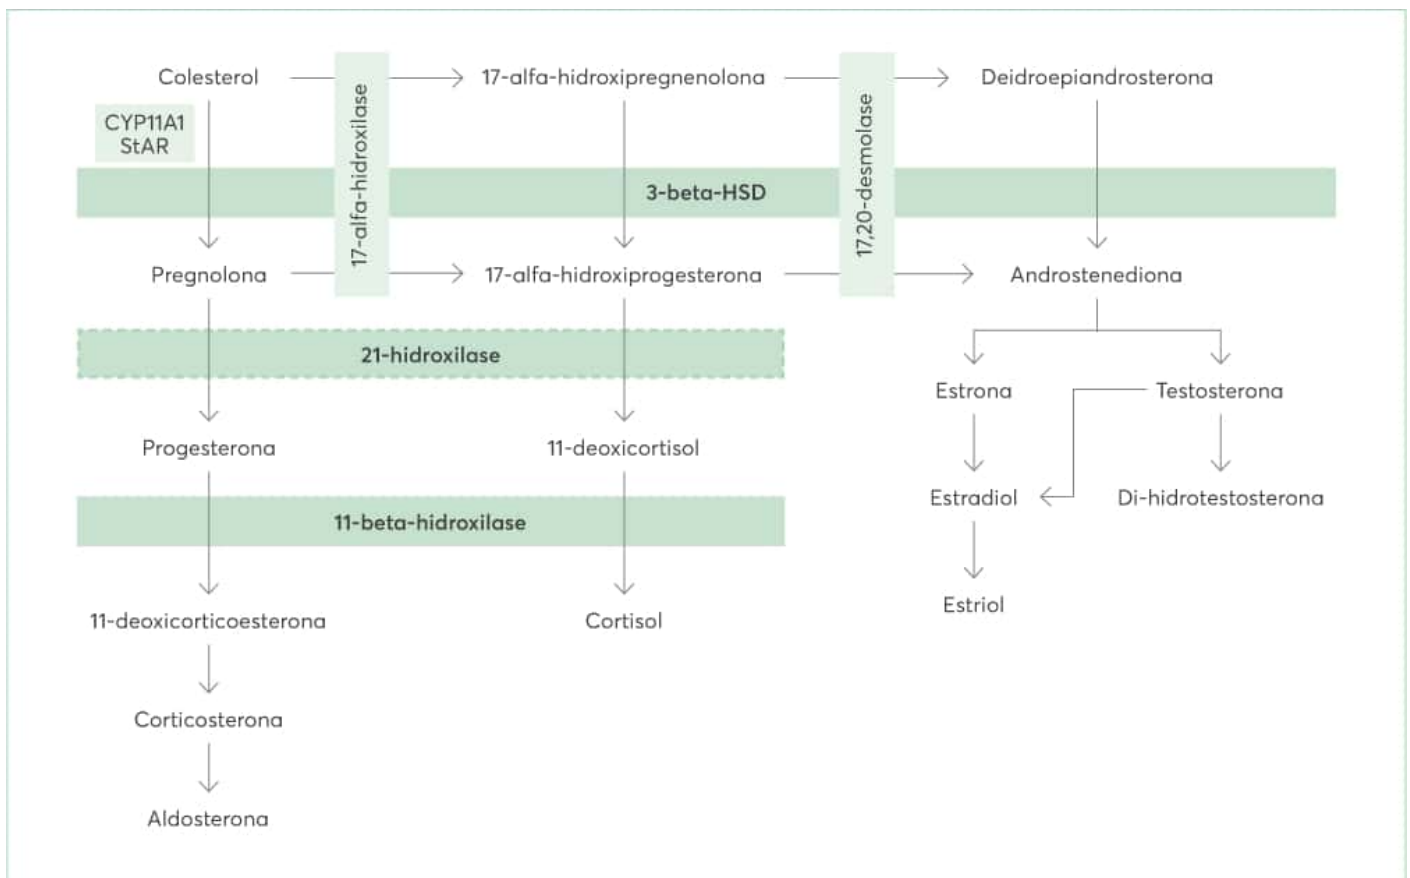 Colesterol
17-alfa-hidroxipregnenolona
Deidroepiandrosterona
CYP11A1
StAR
17-alfa-hidroxilase
17,20-desmolase
3-beta-HSD
Pregnolona
17-alfa-hidroxiprogesterona
Androstenediona
21-hidroxilase
Estrona
Testosterona
Progesterona
11-deoxicortisol
Estradiol
Di-hidrotestosterona
11-beta-hidroxilase
Estriol
11-deoxicorticoesterona
Cortisol
Corticosterona
Aldosterona